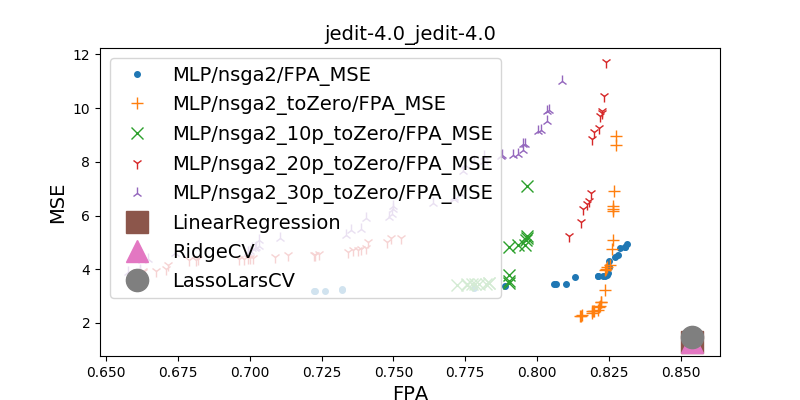 jedit-4.0_jedit-4.0
12
10
8
6
4
2
MSE
MLP/nsga2/FPA_MSE
MLP/nsga2_toZero/FPA_MSE
MLP/nsga2_10p_toZero/FPA_MSE
MLP/nsga2_20p_toZero/FPA_MSE
MLP/nsga2_30p_toZero/FPA_MSE
LinearRegression
RidgeCV
LassoLarsCV
0.650 0.675 0.700 0.725 0.750 0.775 0.800 0.825 0.850
FPA